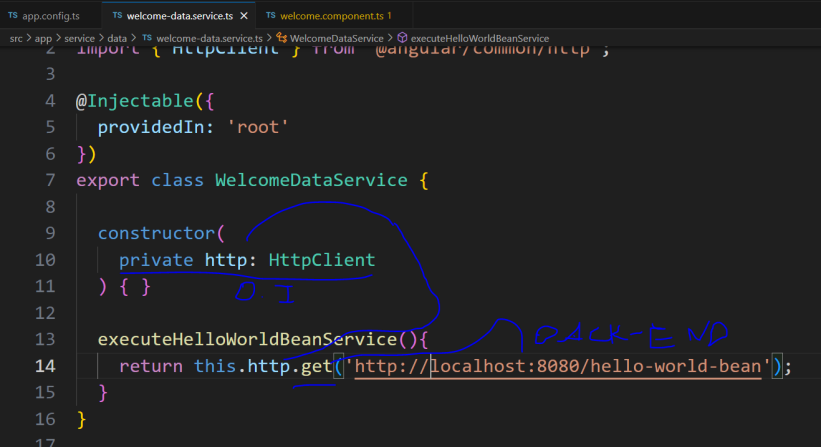 TS app.config.ts TS welcome-data.service.ts × TS welcome.component.ts 1
src > app > service > data > TS welcome-data.service.ts > WelcomeDataService > executeHelloWorldBeanService
2 import { HttpClient } from '@angular/common/http';
3
4 @Injectable({
5 providedIn: 'root'
6 })
7 export class WelcomeDataService {
8
9 constructor(
10 private http: HttpClient
11 ) { }
DI
12
BACK-END
13 executeHelloWorldBeanService(){
14 return this.http.get('http://localhost:8080/hello-world-bean');
15 }
16 }
17